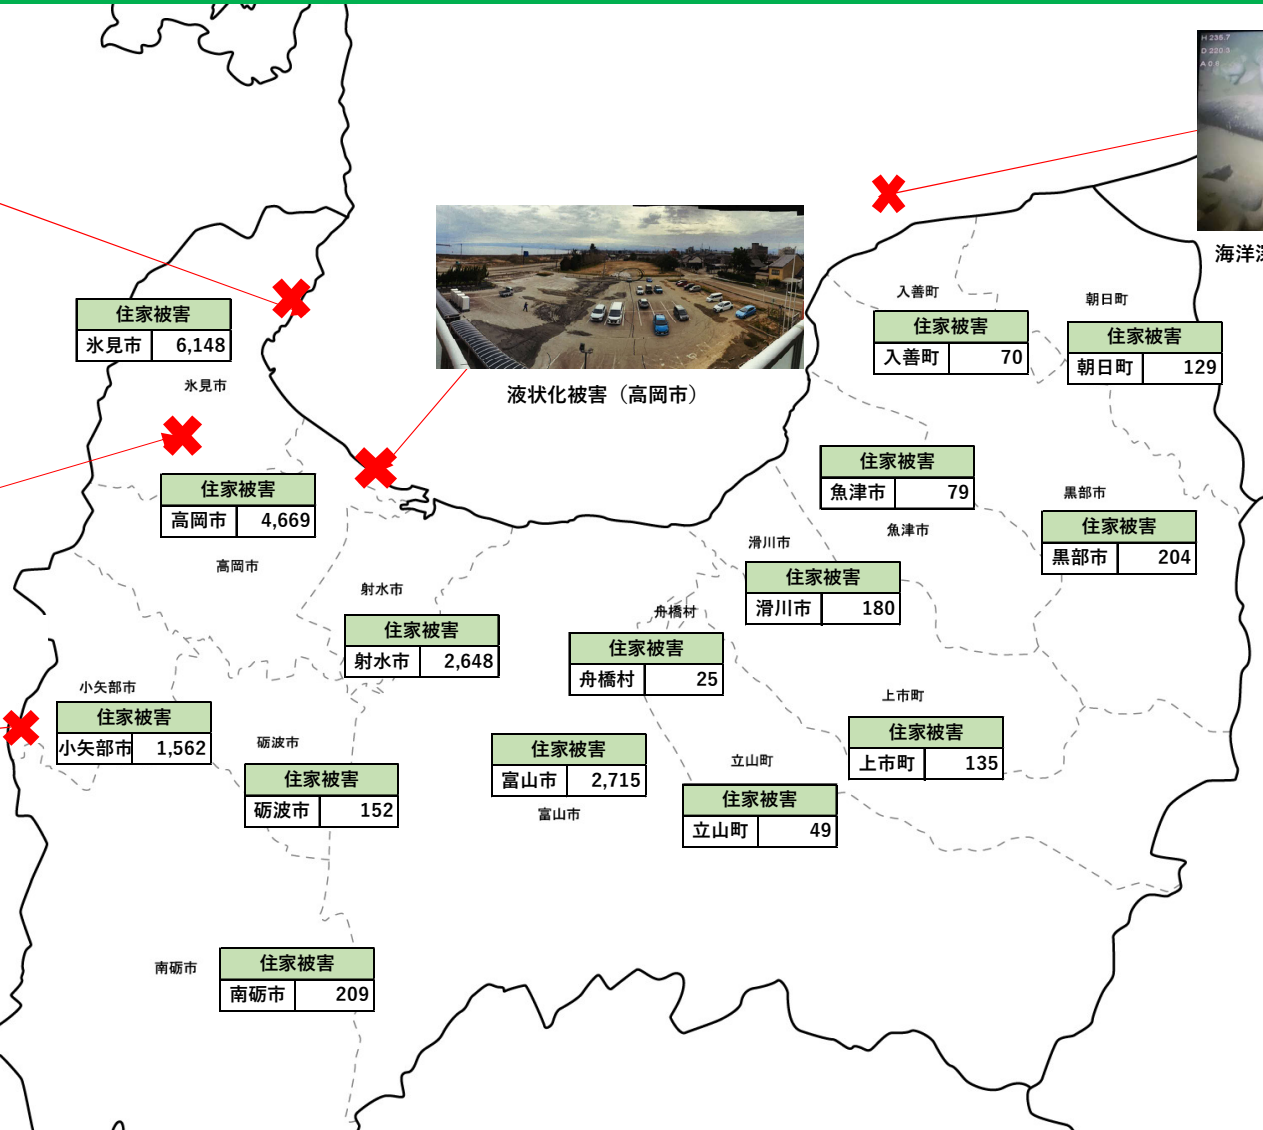 H 235.7
D 220.3
A 0.8
海洋深
入善町
朝日町
住家被害
入善町 70
住家被害
朝日町 129
住家被害
氷見市 6,148
氷見市
液状化被害（高岡市）
住家被害
高岡市 4,669
高岡市
住家被害
魚津市 79
魚津市
黒部市
住家被害
黒部市 204
滑川市
住家被害
滑川市 180
射水市
住家被害
射水市 2,648
舟橋村
住家被害
舟橋村 25
小矢部市
住家被害
小矢部市 1,562
上市町
住家被害
上市町 135
砺波市
住家被害
砺波市 152
住家被害
富山市 2,715
富山市
立山町
住家被害
立山町 49
南砺市
住家被害
南砺市 209